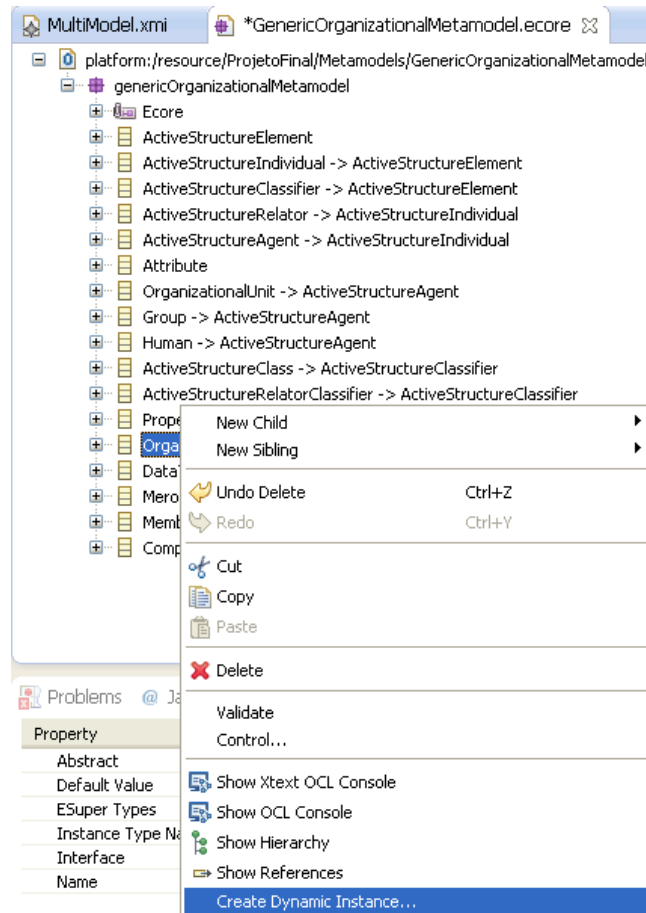 MultiModel.xmi *GenericOrganizationalMetamodel.ecore
platform:/resource/ProjetoFinal/Metamodels/GenericOrganizationalMetamodel
genericOrganizationalMetamodel
Ecore
ActiveStructureElement
ActiveStructureIndividual -> ActiveStructureElement
ActiveStructureClassifier -> ActiveStructureElement
ActiveStructureRelator -> ActiveStructureIndividual
ActiveStructureAgent -> ActiveStructureIndividual
Attribute
OrganizationalUnit -> ActiveStructureAgent
Group -> ActiveStructureAgent
Human -> ActiveStructureAgent
ActiveStructureClass -> ActiveStructureClassifier
ActiveStructureRelatorClassifier -> ActiveStructureClassifier
Prope
Orga
Data
Mero
Memb
Comp
New Child
New Sibling
Undo Delete Ctrl+Z
Redo Ctrl+Y
Cut
Copy
Paste
Delete
Validate
Control...
Show Xtext OCL Console
Show OCL Console
Show Hierarchy
Show References
Create Dynamic Instance...
Problems @ Ja
Property
Abstract
Default Value
ESuper Types
Instance Type Na
Interface
Name